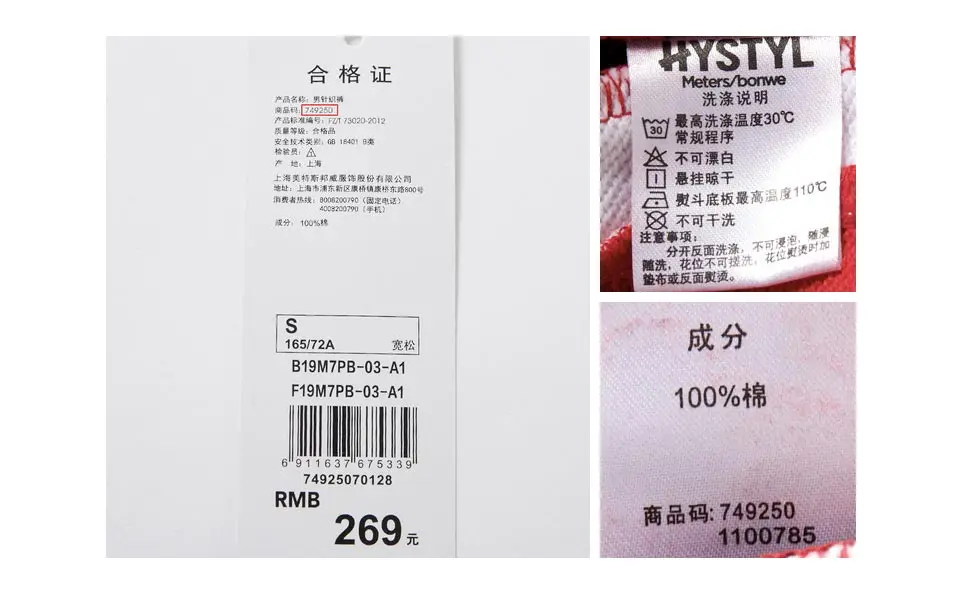 合格证
产品名称: 男针织裤
商品码: 749250
产品标准编号: FZ/T 73020-2012
质量等级: 合格品
安全技术类别: GB 18401 B类
检验员:
产 地: 上海
上海美特斯邦威服饰股份有限公司
地址: 上海市浦东新区康桥镇康桥东路800号
消费者热线: 8008200790 (固定电话)
4008200790 (手机)
成分: 100%棉
S
165/72A 宽松
B19M7PB-03-A1
F19M7PB-03-A1
6 911637 675339
74925070128
RMB
269元
HYSTYL
Meters/bonwe
洗涤说明
30 最高洗涤温度30℃
常规程序
不可漂白
悬挂晾干
熨斗底板最高温度110℃
不可干洗
注意事项:
分开反面洗涤, 不可浸泡, 随浸
随洗, 花位不可搓洗, 花位熨烫时加
垫布或反面熨烫。
成分
100%棉
商品码: 749250
1100785